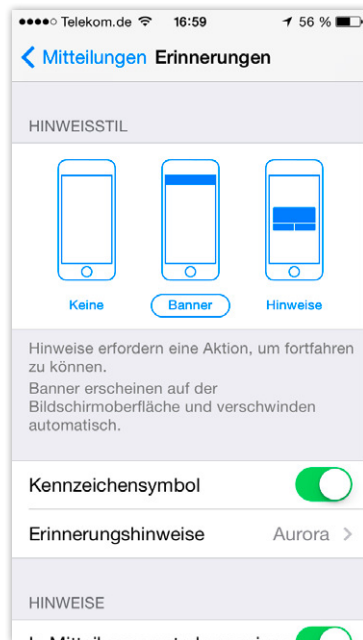 Telekom.de 16:59 56 %
Mitteilungen Erinnerungen
HINWEISSTIL
Keine Banner Hinweise
Hinweise erfordern eine Aktion, um fortfahren
zu können.
Banner erscheinen auf der
Bildschirmoberfläche und verschwinden
automatisch.
Kennzeichensymbol
Erinnerungshinweise Aurora
HINWEISE
In